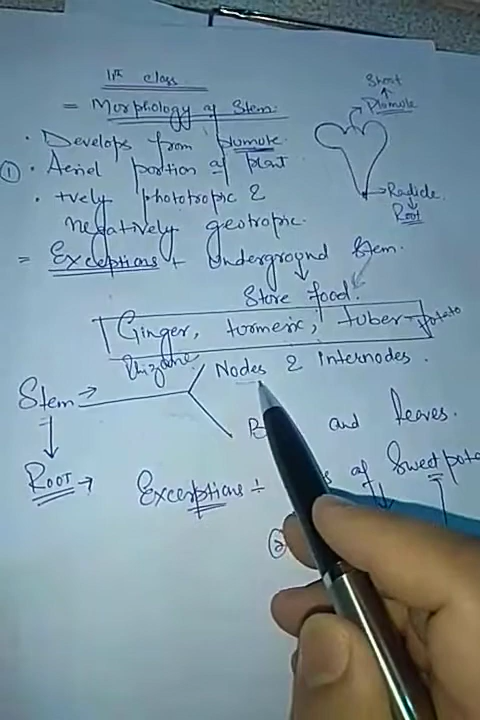 11th class
= Morphology of Stem.
Shoot
Plumule
• Develops from plumule.
① • Aerial portion of plant
Radicle
Root
• +vely phototropic &
negatively geotropic.
= Exceptions ÷ Underground Stem.
Store food.
Ginger, turmeric, tuber - Potato
Rhizome
Stem → Nodes & internodes.
and leaves.
Root → Exceptions ÷ of Sweet
②